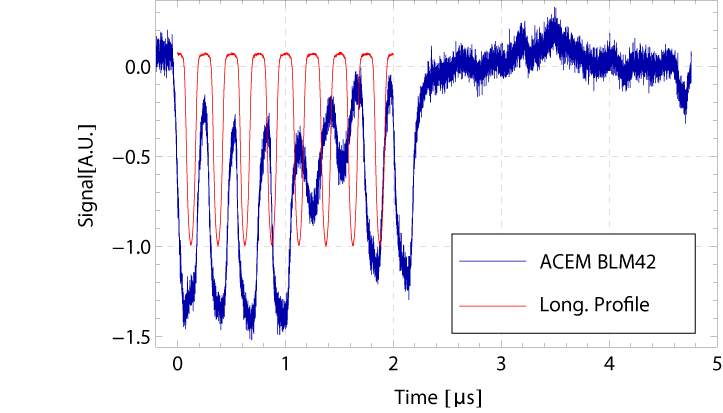 0.0
−0.5
−1.0
−1.5
Signal[A.U.]
ACEM BLM42
Long. Profile
0 1 2 3 4 5
Time [μs]